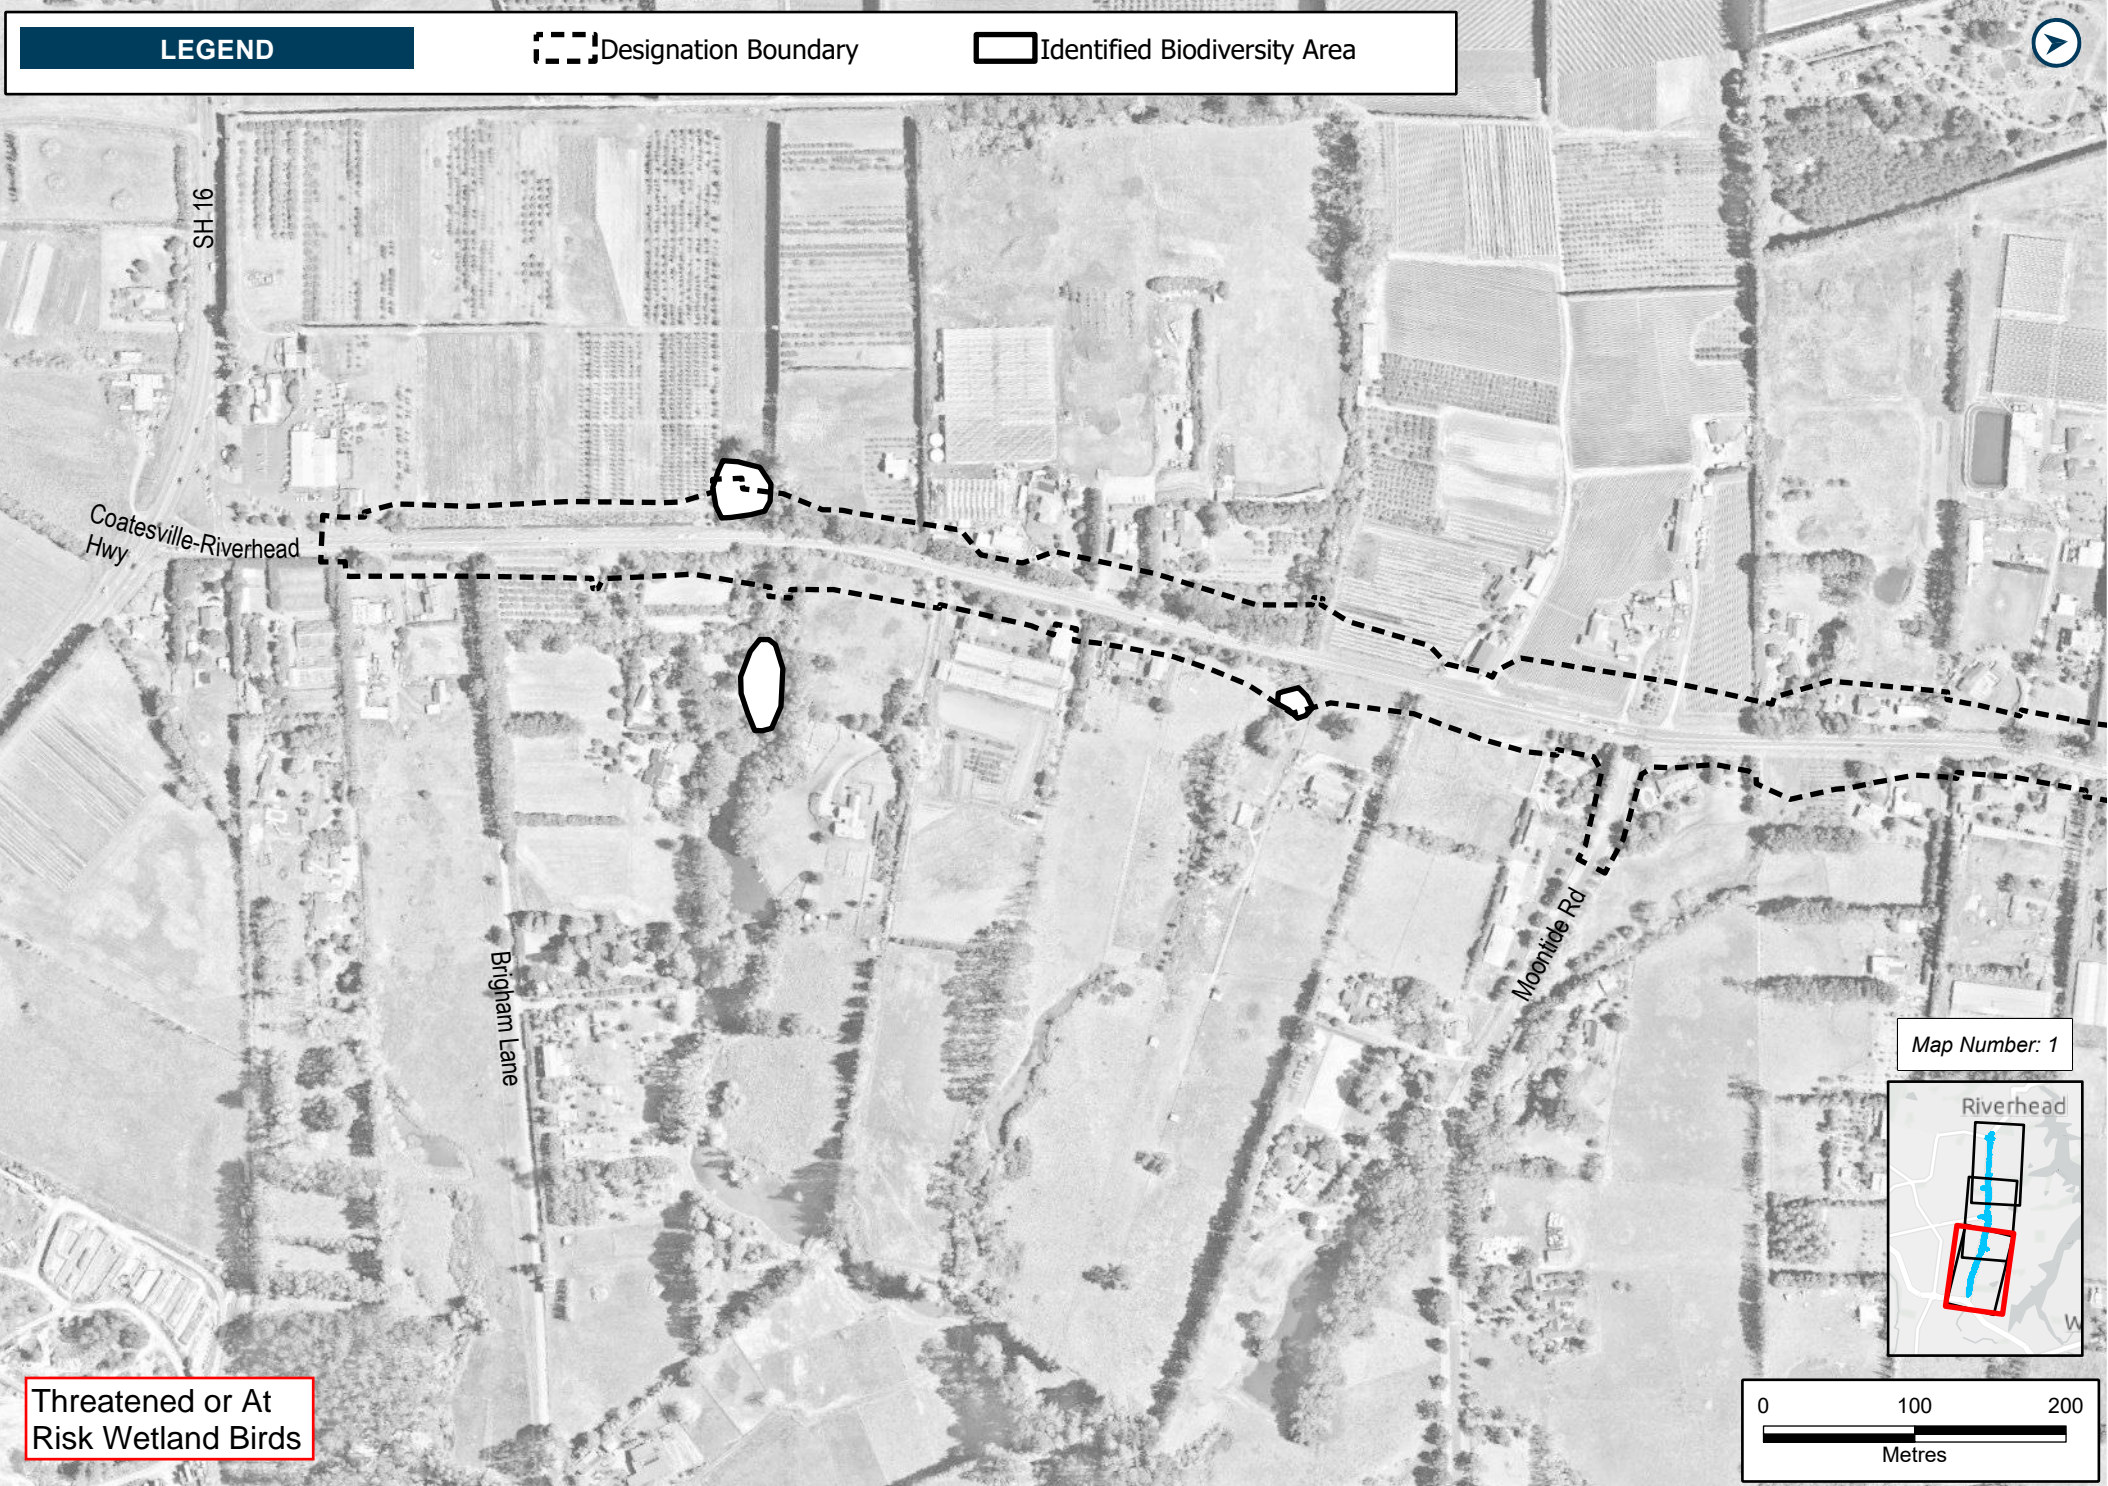 LEGEND
Designation Boundary
Identified Biodiversity Area
SH 16
Coatesville-Riverhead
Hwy
Brigham Lane
Moontide Rd
Map Number: 1
Riverhead
W
0 100 200
Metres
Threatened or At
Risk Wetland Birds